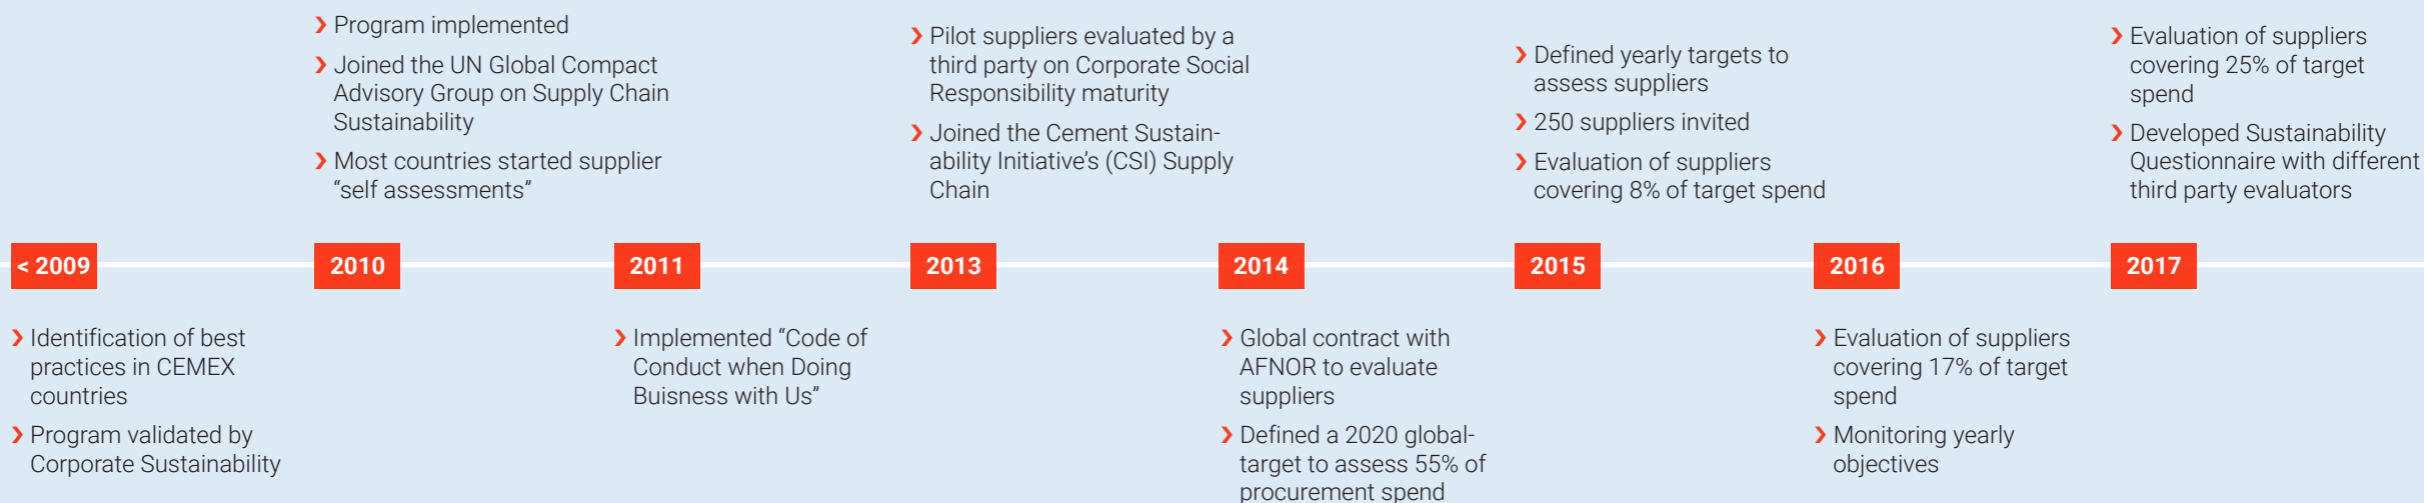 < 2009
Identification of best
practices in CEMEX
countries
Program validated by
Corporate Sustainability
2010
Program implemented
Joined the UN Global Compact
Advisory Group on Supply Chain
Sustainability
Most countries started supplier
“self assessments”
2011
Implemented “Code of
Conduct when Doing
Buisness with Us”
2013
Pilot suppliers evaluated by a
third party on Corporate Social
Responsibility maturity
Joined the Cement Sustain-
ability Initiative’s (CSI) Supply
Chain
2014
Global contract with
AFNOR to evaluate
suppliers
Defined a 2020 global-
target to assess 55% of
procurement spend
2015
Defined yearly targets to
assess suppliers
250 suppliers invited
Evaluation of suppliers
covering 8% of target spend
2016
Evaluation of suppliers
covering 17% of target
spend
Monitoring yearly
objectives
2017
Evaluation of suppliers
covering 25% of target
spend
Developed Sustainability
Questionnaire with different
third party evaluators